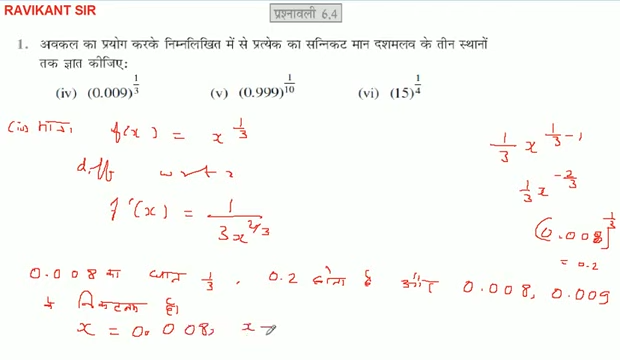 RAVIKANT SIR
प्रश्नावली 6.4
1. अवकल का प्रयोग करके निम्नलिखित में से प्रत्येक का सन्निकट मान दशमलव के तीन स्थानों
तक ज्ञात कीजिए:
(iv) (0.009)^{1/3} (v) (0.999)^{1/10} (vi) (15)^{1/4}
(iv) माना f(x) = x^{1/3}
diff w r t x
f'(x) = 1/(3x^{2/3})
1/3 x^{1/3 - 1}
1/3 x^{-2/3}
(0.008)^{1/3}
= 0.2
0.008 का घात 1/3, 0.2 होता है और 0.008, 0.009
के निकटतम है।
x = 0.008, x